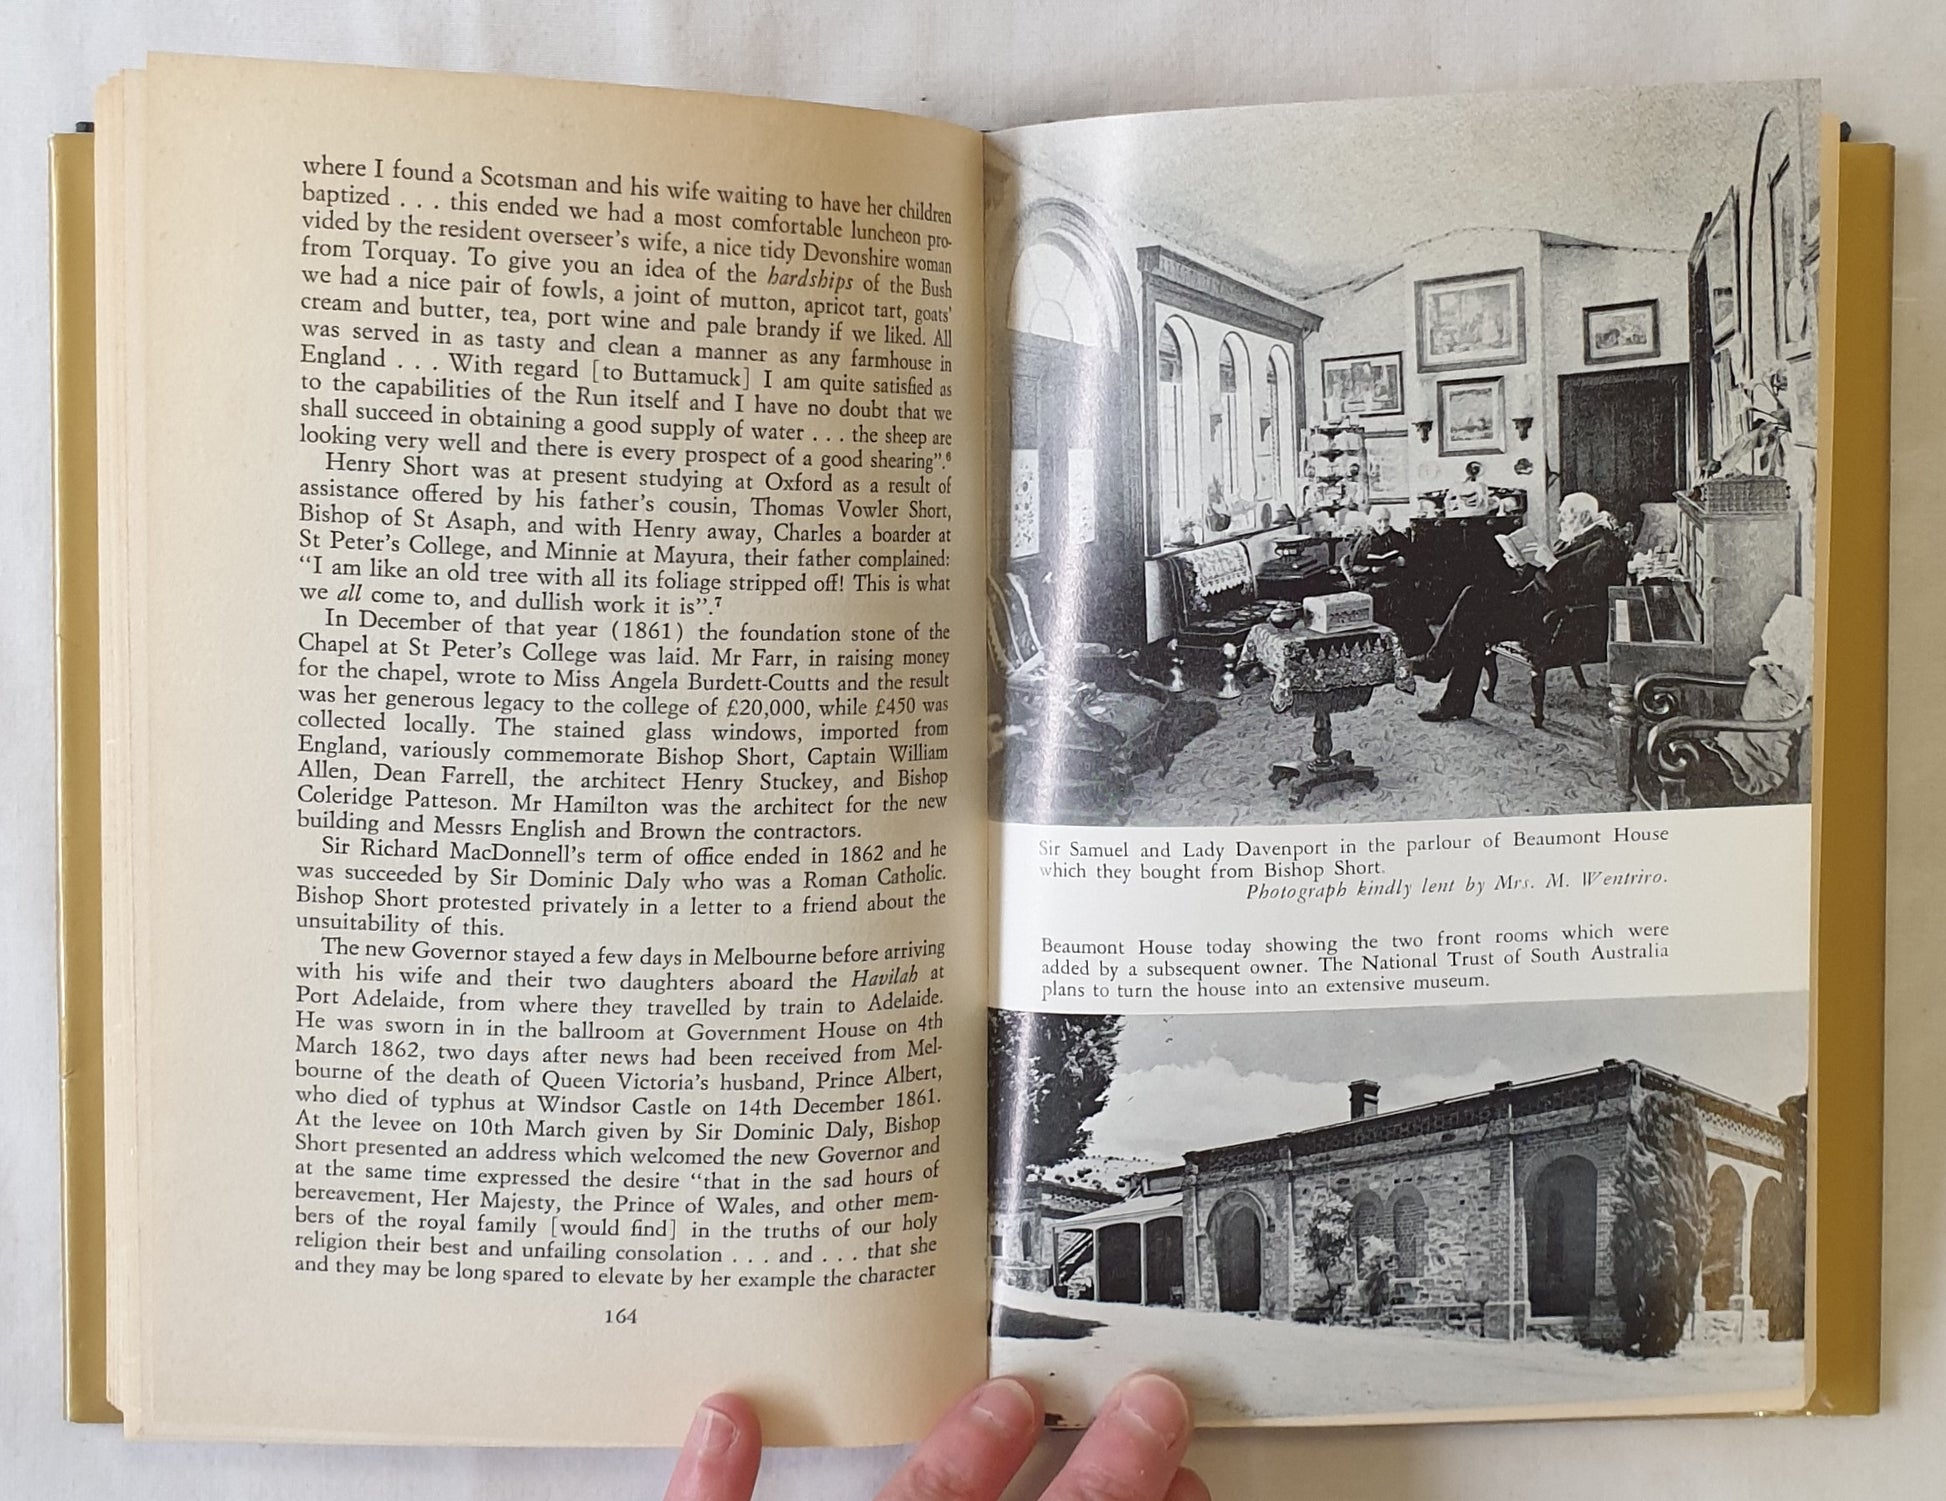 where I found a Scotsman and his wife waiting to have her children
baptized . . . this ended we had a most comfortable luncheon pro-
vided by the resident overseer's wife, a nice tidy Devonshire woman
from Torquay. To give you an idea of the hardships of the Bush
we had a nice pair of fowls, a joint of mutton, apricot tart, goats'
cream and butter, tea, port wine and pale brandy if we liked. All
was served in as tasty and clean a manner as any farmhouse in
England . . . With regard [to Buttamuck] I am quite satisfied as
to the capabilities of the Run itself and I have no doubt that we
shall succeed in obtaining a good supply of water . . . the sheep are
looking very well and there is every prospect of a good shearing".⁶
Henry Short was at present studying at Oxford as a result of
assistance offered by his father's cousin, Thomas Vowler Short,
Bishop of St Asaph, and with Henry away, Charles a boarder at
St Peter's College, and Minnie at Mayura, their father complained:
"I am like an old tree with all its foliage stripped off! This is what
we all come to, and dullish work it is".⁷
In December of that year (1861) the foundation stone of the
Chapel at St Peter's College was laid. Mr Farr, in raising money
for the chapel, wrote to Miss Angela Burdett-Coutts and the result
was her generous legacy to the college of £20,000, while £450 was
collected locally. The stained glass windows, imported from
England, variously commemorate Bishop Short, Captain William
Allen, Dean Farrell, the architect Henry Stuckey, and Bishop
Coleridge Patteson. Mr Hamilton was the architect for the new
building and Messrs English and Brown the contractors.
Sir Richard MacDonnell's term of office ended in 1862 and he
was succeeded by Sir Dominic Daly who was a Roman Catholic.
Bishop Short protested privately in a letter to a friend about the
unsuitability of this.
The new Governor stayed a few days in Melbourne before arriving
with his wife and their two daughters aboard the Havilah at
Port Adelaide, from where they travelled by train to Adelaide.
He was sworn in in the ballroom at Government House on 4th
March 1862, two days after news had been received from Mel-
bourne of the death of Queen Victoria's husband, Prince Albert,
who died of typhus at Windsor Castle on 14th December 1861.
At the levee on 10th March given by Sir Dominic Daly, Bishop
Short presented an address which welcomed the new Governor and
at the same time expressed the desire "that in the sad hours of
bereavement, Her Majesty, the Prince of Wales, and other mem-
bers of the royal family [would find] in the truths of our holy
religion their best and unfailing consolation . . . and . . . that she
and they may be long spared to elevate by her example the character
164
Sir Samuel and Lady Davenport in the parlour of Beaumont House
which they bought from Bishop Short.
Photograph kindly lent by Mrs. M. Wentriro.
Beaumont House today showing the two front rooms which were
added by a subsequent owner. The National Trust of South Australia
plans to turn the house into an extensive museum.